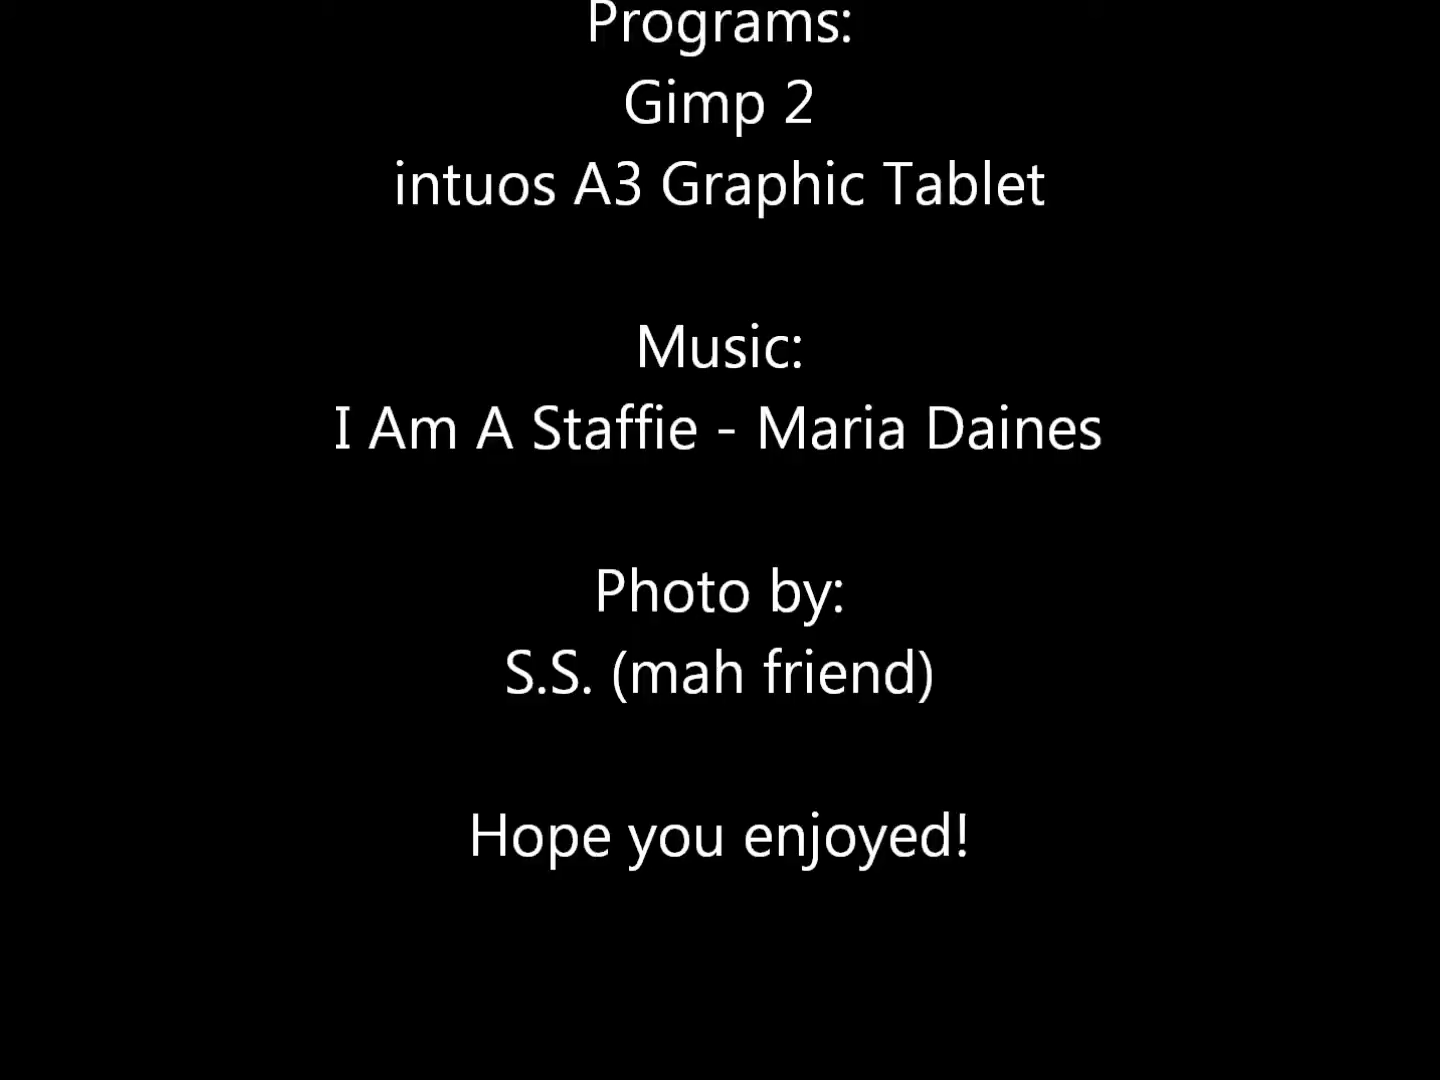 Programs:
Gimp 2
intuos A3 Graphic Tablet
Music:
I Am A Staffie - Maria Daines
Photo by:
S.S. (mah friend)
Hope you enjoyed!